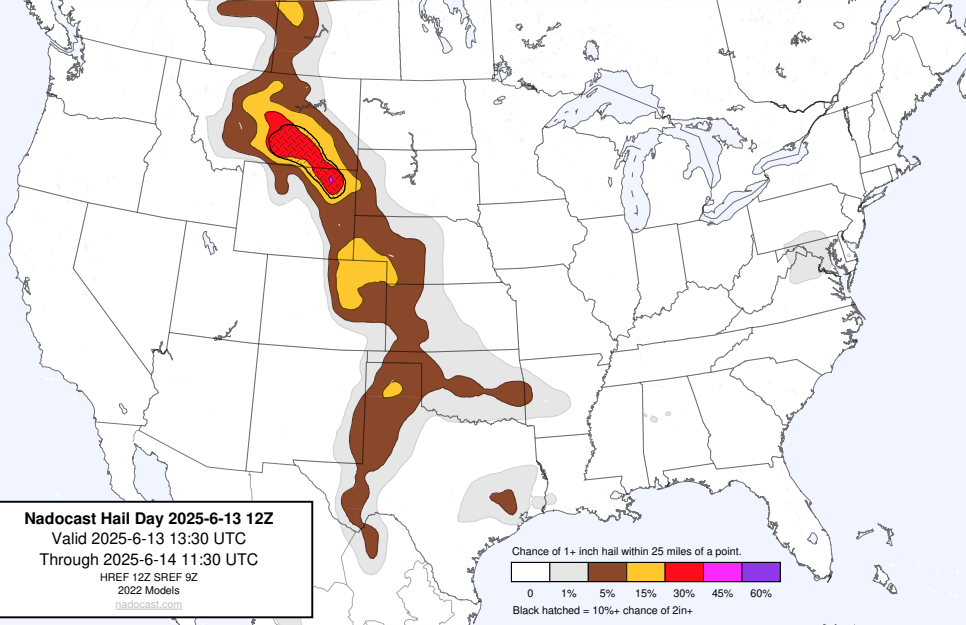 Nadocast Hail Day 2025-6-13 12Z
Valid 2025-6-13 13:30 UTC
Through 2025-6-14 11:30 UTC
HREF 12Z SREF 9Z
2022 Models
nadocast.com
Chance of 1+ inch hail within 25 miles of a point.
0 1% 5% 15% 30% 45% 60%
Black hatched = 10%+ chance of 2in+